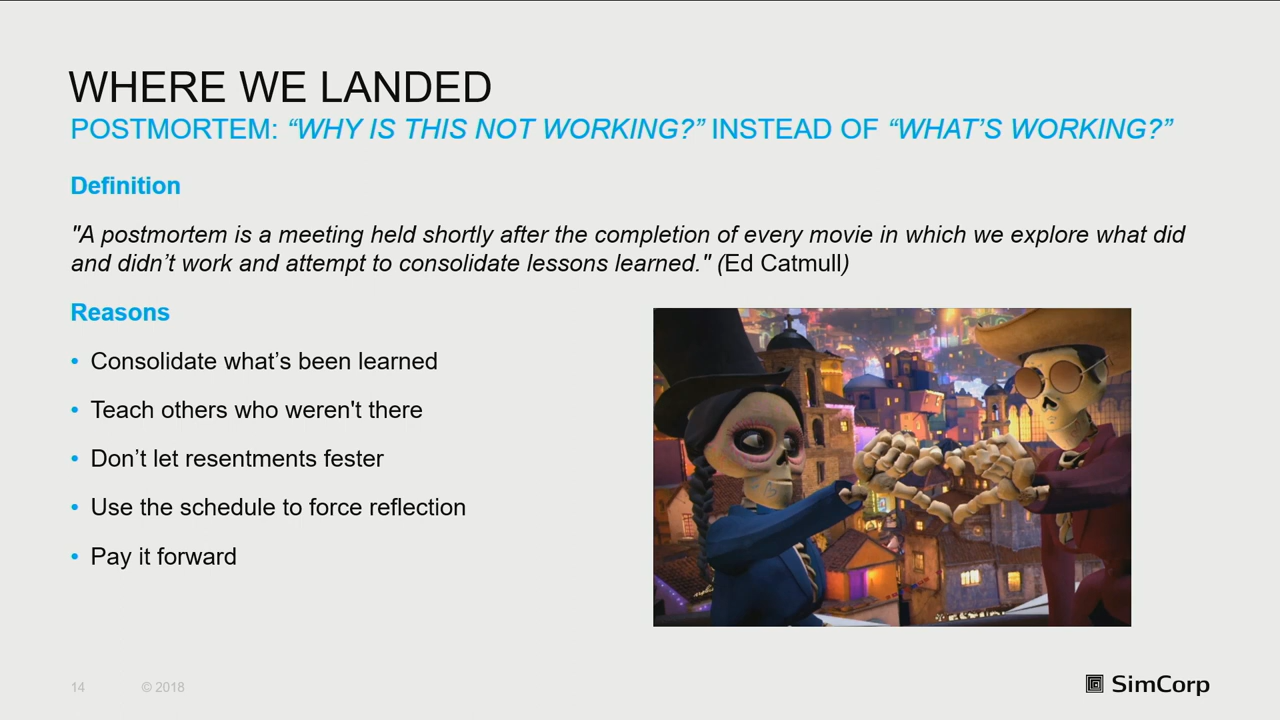 WHERE WE LANDED
POSTMORTEM: “WHY IS THIS NOT WORKING?” INSTEAD OF “WHAT’S WORKING?”
Definition
"A postmortem is a meeting held shortly after the completion of every movie in which we explore what did
and didn’t work and attempt to consolidate lessons learned." (Ed Catmull)
Reasons
• Consolidate what’s been learned
• Teach others who weren't there
• Don’t let resentments fester
• Use the schedule to force reflection
• Pay it forward
14 © 2018
SimCorp